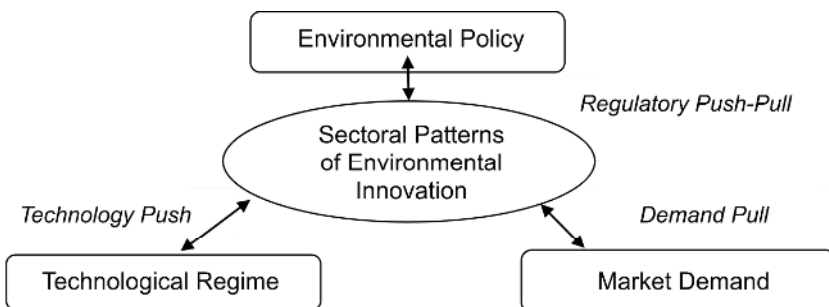 Environmental Policy
Regulatory Push-Pull
Sectoral Patterns
of Environmental
Innovation
Technology Push
Demand Pull
Technological Regime
Market Demand